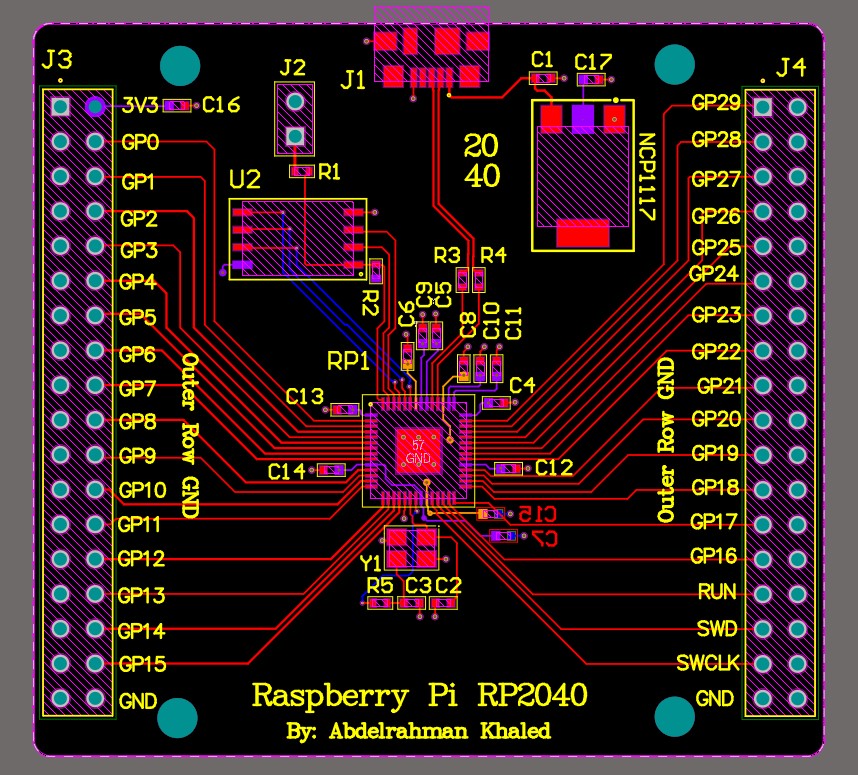 J3
J2
J1
C1
C17
J4
3V3
C16
GP29
GP0
20
40
NCP1117
GP28
R1
U2
GP1
GP27
GP2
GP26
GP3
GP25
R3
R4
GP4
GP24
R2
C6
C9
C5
C8
C10
C11
GP5
GP23
GP6
RP1
GP22
Outer Row GND
Outer Row GND
GP7
GP21
C13
C4
GP8
GP20
57
GND
GP9
GP19
C14
C12
GP10
GP18
C15
GP11
GP17
C7
GP12
GP16
Y1
R5
C3
C2
GP13
RUN
GP14
SWD
GP15
SWCLK
GND
GND
Raspberry Pi RP2040
By: Abdelrahman Khaled